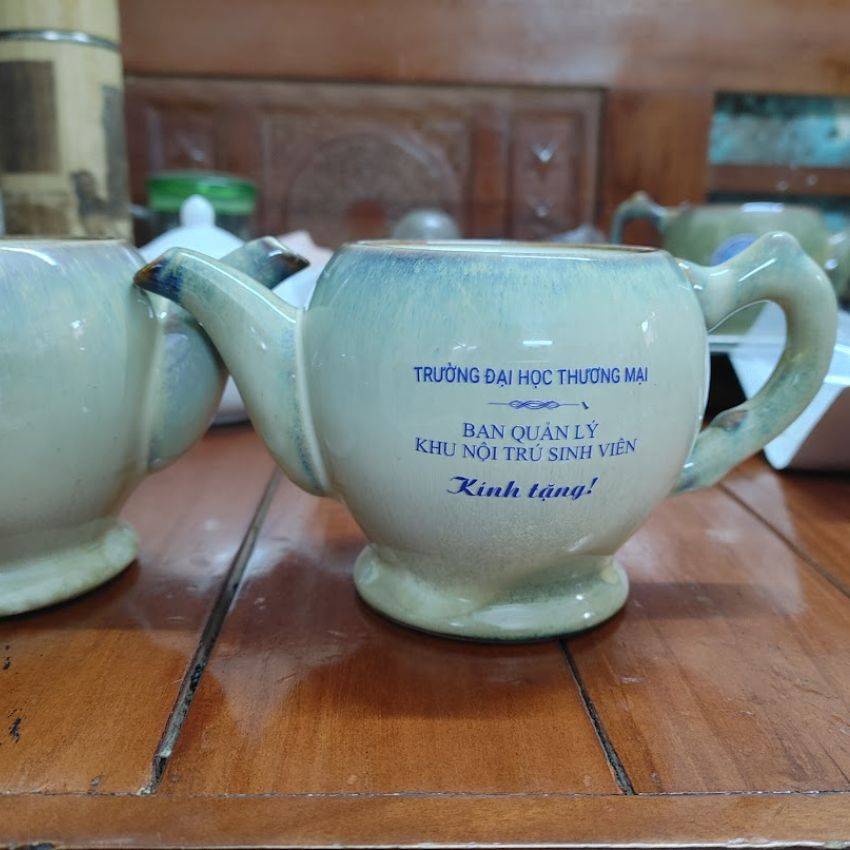 TRƯỜNG ĐẠI HỌC THƯƠNG MẠI
BAN QUẢN LÝ
KHU NỘI TRÚ SINH VIÊN
Kính tặng!